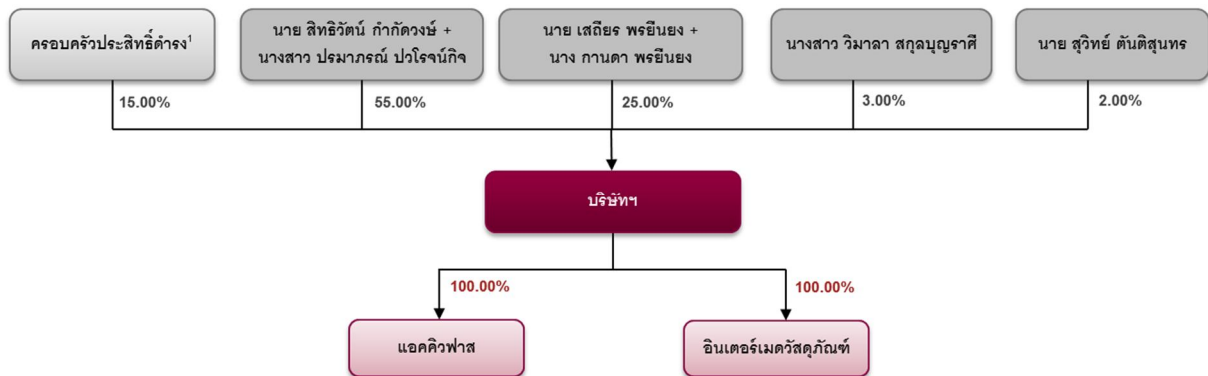 ครอบครัวประสิทธิ์ดำรง¹
นาย สิทธิวัตน์ กำกัดวงษ์ +
นางสาว ปรมาภรณ์ ปวโรจน์กิจ
นาย เสถียร พรยืนยง +
นาง กานดา พรยืนยง
นางสาว วิมาลา สกุลบุญราศี
นาย สุวิทย์ ตันติสุนทร
15.00%
55.00%
25.00%
3.00%
2.00%
บริษัทฯ
100.00%
100.00%
แอคคิวฟาส
อินเตอร์เมดวัสดุภัณฑ์